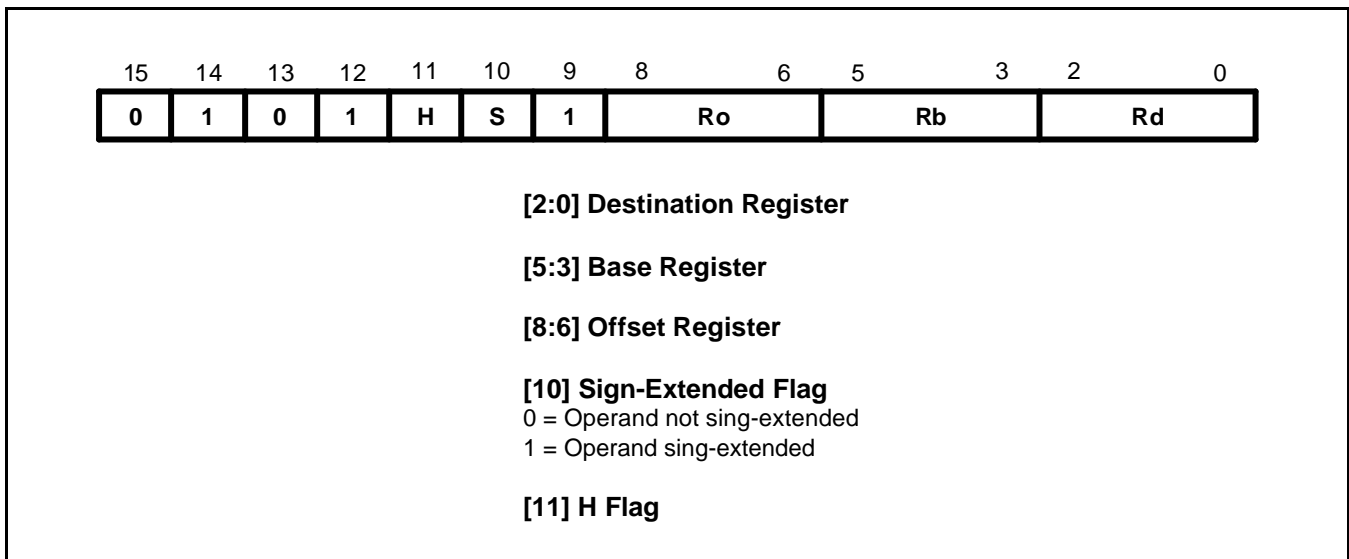 15 14 13 12 11 10 9 8 6 5 3 2 0
0 1 0 1 H S 1 Ro Rb Rd
[2:0] Destination Register
[5:3] Base Register
[8:6] Offset Register
[10] Sign-Extended Flag
0 = Operand not sing-extended
1 = Operand sing-extended
[11] H Flag